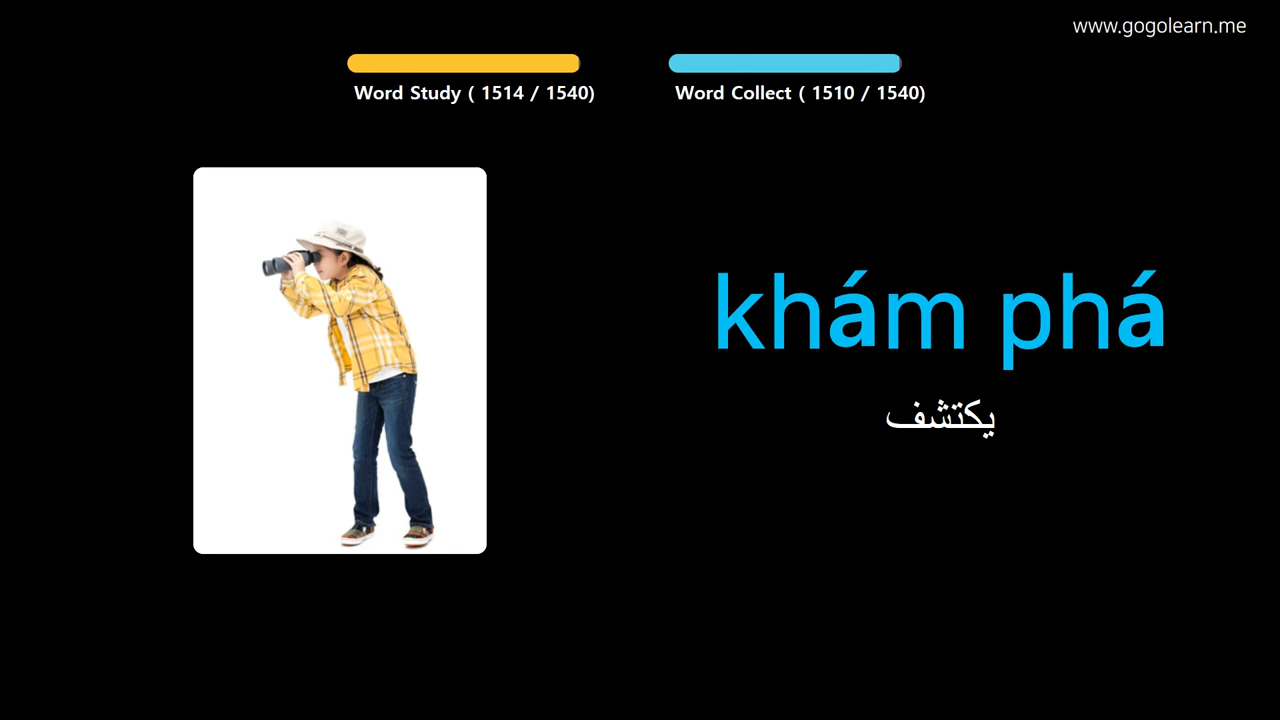 www.gogolearn.me
Word Study ( 1514 / 1540)
Word Collect ( 1510 / 1540)
khám phá
يكتشف